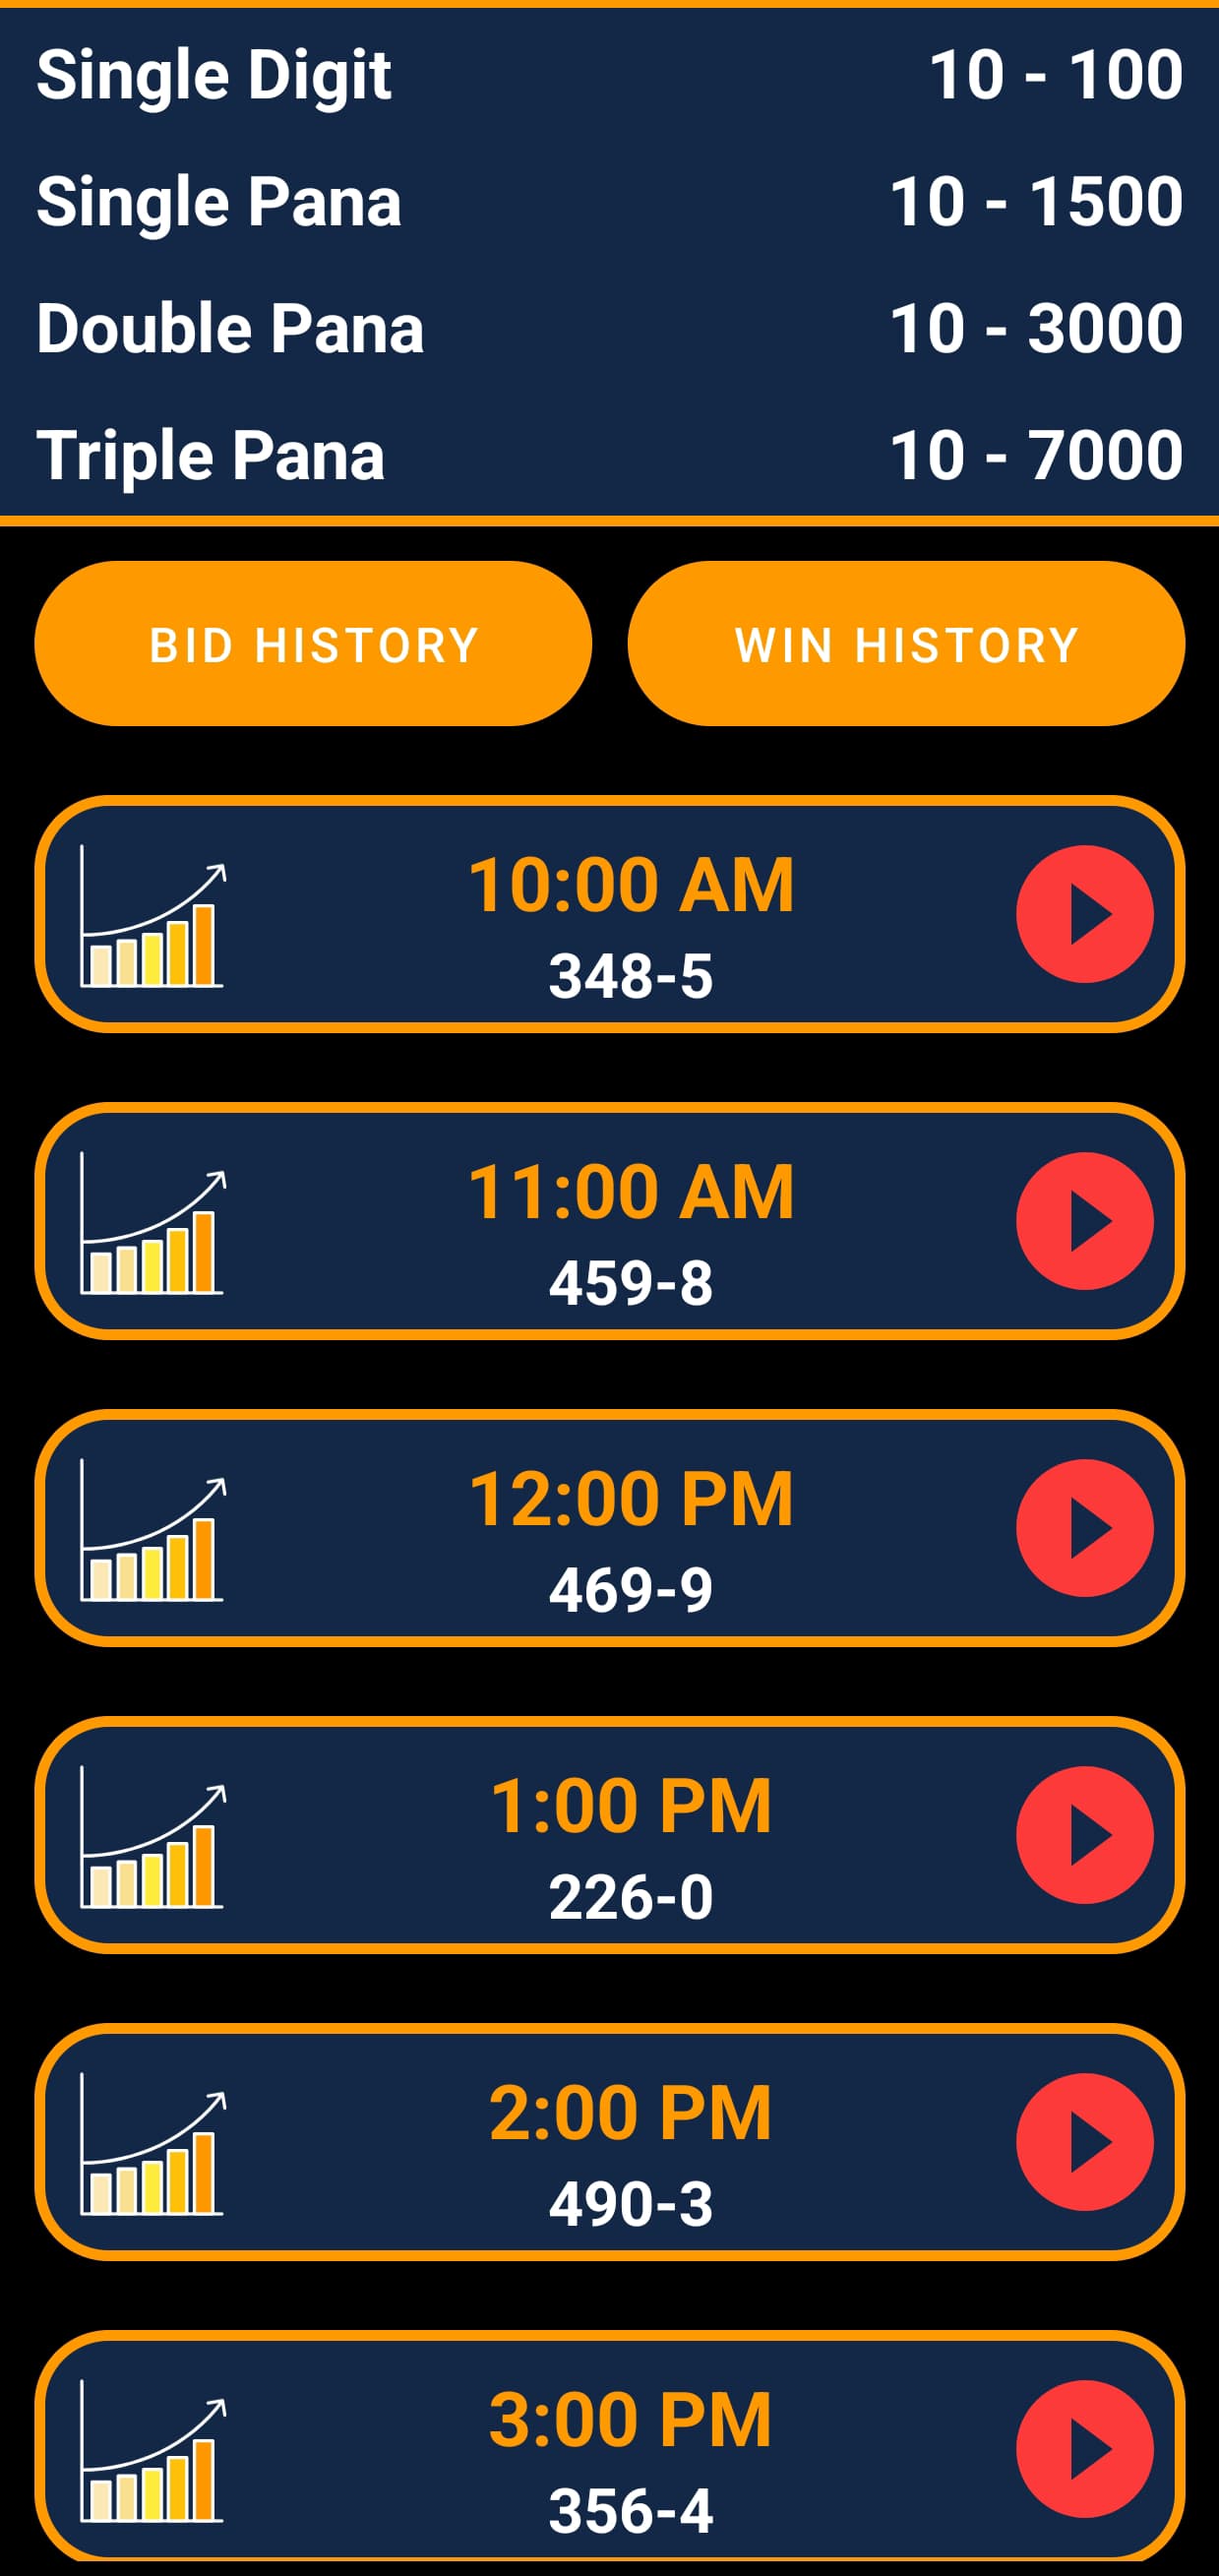 Single Digit 10 - 100
Single Pana 10 - 1500
Double Pana 10 - 3000
Triple Pana 10 - 7000
BID HISTORY WIN HISTORY
10:00 AM
348-5
11:00 AM
459-8
12:00 PM
469-9
1:00 PM
226-0
2:00 PM
490-3
3:00 PM
356-4